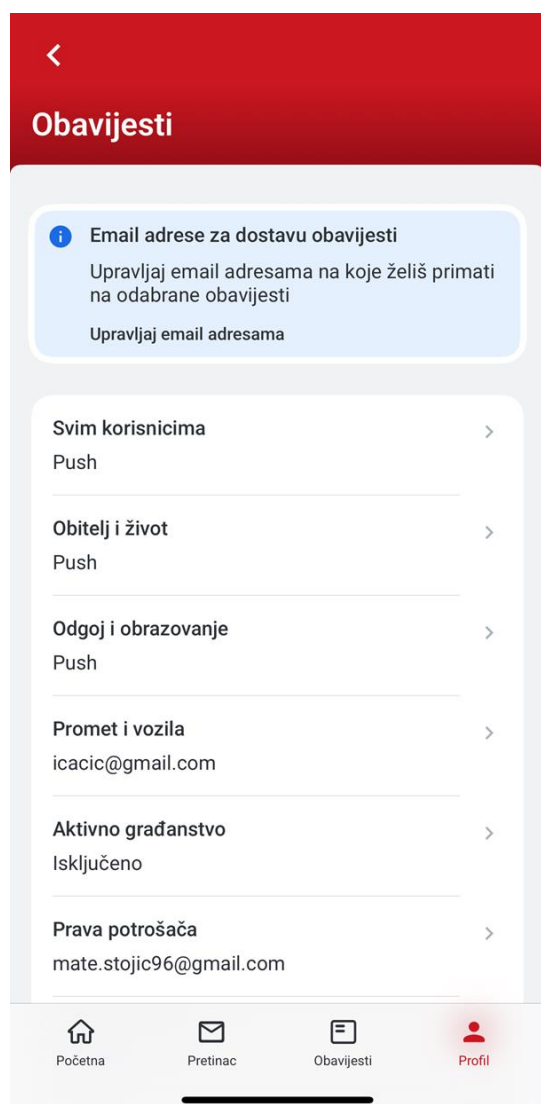 Obavijesti
Email adrese za dostavu obavijesti
Upravljaj email adresama na koje želiš primati
na odabrane obavijesti
Upravljaj email adresama
Svim korisnicima
Push
Obitelj i život
Push
Odgoj i obrazovanje
Push
Promet i vozila
icacic@gmail.com
Aktivno građanstvo
Isključeno
Prava potrošača
mate.stojic96@gmail.com
Početna
Pretinac
Obavijesti
Profil